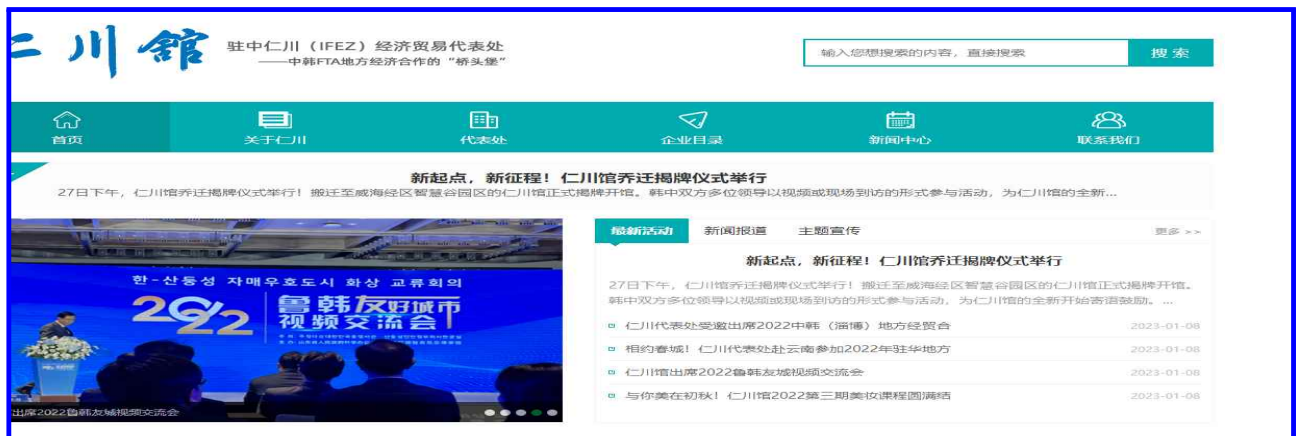 仁川館
驻中仁川（IFEZ）经济贸易代表处
——中韩FTA地方经济合作的“桥头堡”
输入您想搜索的内容，直接搜索
搜索
首页
关于仁川
代表处
企业目录
新闻中心
联系我们
新起点，新征程！仁川馆乔迁揭牌仪式举行
27日下午，仁川馆乔迁揭牌仪式举行！搬迁至威海经区智慧谷园区的仁川馆正式揭牌开馆。韩中双方多位领导以视频或现场到访的形式参与活动，为仁川馆的全新...
한-산둥성 자매우호도시 화상 교류회의
2022
鲁韩友好城市
视频交流会
出席2022鲁韩友城视频交流会
最新活动
新闻报道
主题宣传
更多 >>
新起点，新征程！仁川馆乔迁揭牌仪式举行
27日下午，仁川馆乔迁揭牌仪式举行！搬迁至威海经区智慧谷园区的仁川馆正式揭牌开馆。
韩中双方多位领导以视频或现场到访的形式参与活动，为仁川馆的全新开始寄语鼓励。...
仁川代表处受邀出席2022中韩（淄博）地方经贸合 2023-01-08
相约春城！仁川代表处赴云南参加2022年驻华地方 2023-01-08
仁川馆出席2022鲁韩友城视频交流会 2023-01-08
与你美在初秋！仁川馆2022第三期美妆课程圆满结 2023-01-08